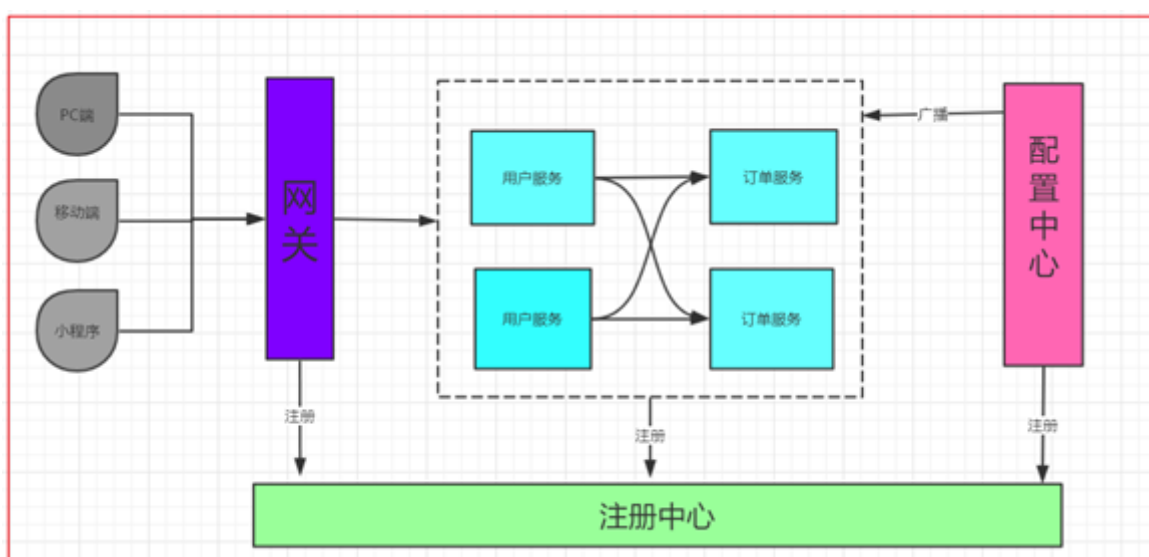 PC端
移动端
小程序
网关
用户服务
订单服务
用户服务
订单服务
广播
配置中心
注册
注册
注册
注册中心